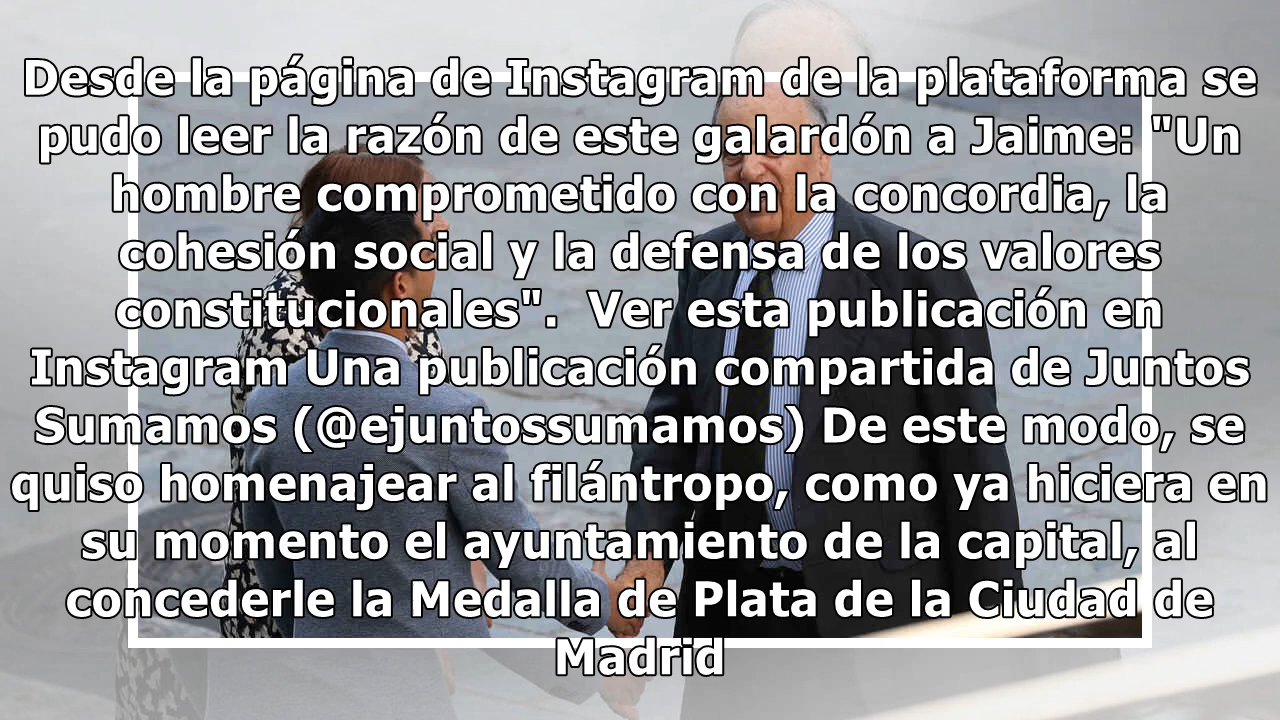 Desde la página de Instagram de la plataforma se
pudo leer la razón de este galardón a Jaime: "Un
hombre comprometido con la concordia, la
cohesión social y la defensa de los valores
constitucionales".  Ver esta publicación en
Instagram Una publicación compartida de Juntos
Sumamos (@ejuntossumamos) De este modo, se
quiso homenajear al filántropo, como ya hiciera en
su momento el ayuntamiento de la capital, al
concederle la Medalla de Plata de la Ciudad de
Madrid